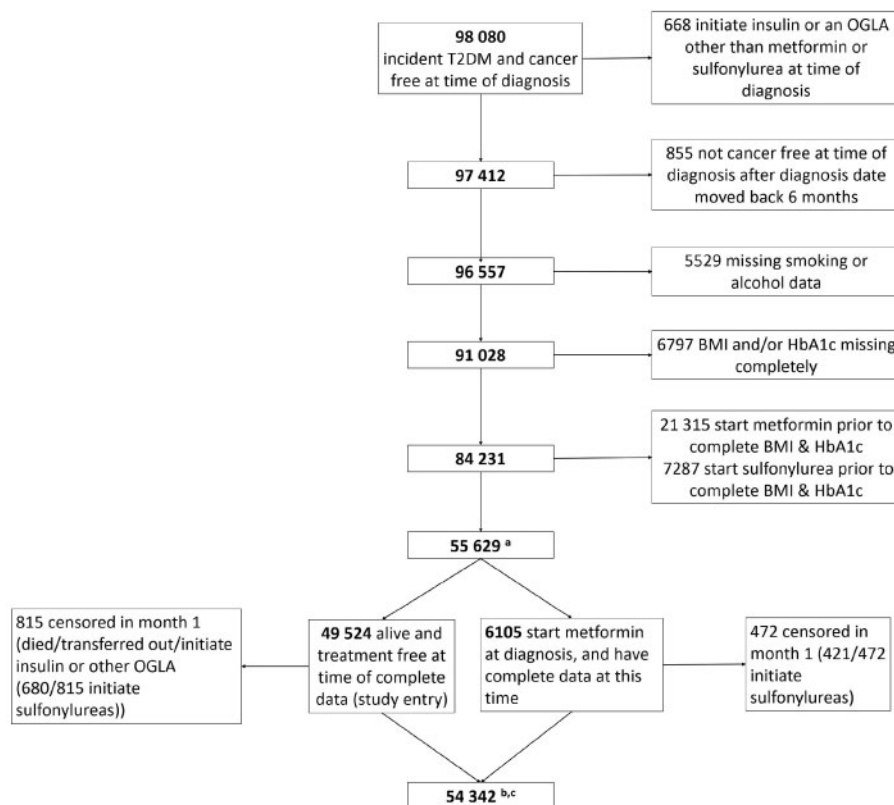 98 080
incident T2DM and cancer
free at time of diagnosis
668 initiate insulin or an OGLA
other than metformin or
sulfonylurea at time of
diagnosis
97 412
855 not cancer free at time of
diagnosis after diagnosis date
moved back 6 months
96 557
5529 missing smoking or
alcohol data
91 028
6797 BMI and/or HbA1c missing
completely
84 231
21 315 start metformin prior to
complete BMI & HbA1c
7287 start sulfonylurea prior to
complete BMI & HbA1c
55 629 a
815 censored in month 1
(died/transferred out/initiate
insulin or other OGLA
(680/815 initiate
sulfonylureas))
49 524 alive and
treatment free at
time of complete
data (study entry)
6105 start metformin
at diagnosis, and have
complete data at this
time
472 censored in
month 1 (421/472
initiate
sulfonylureas)
54 342 b,c